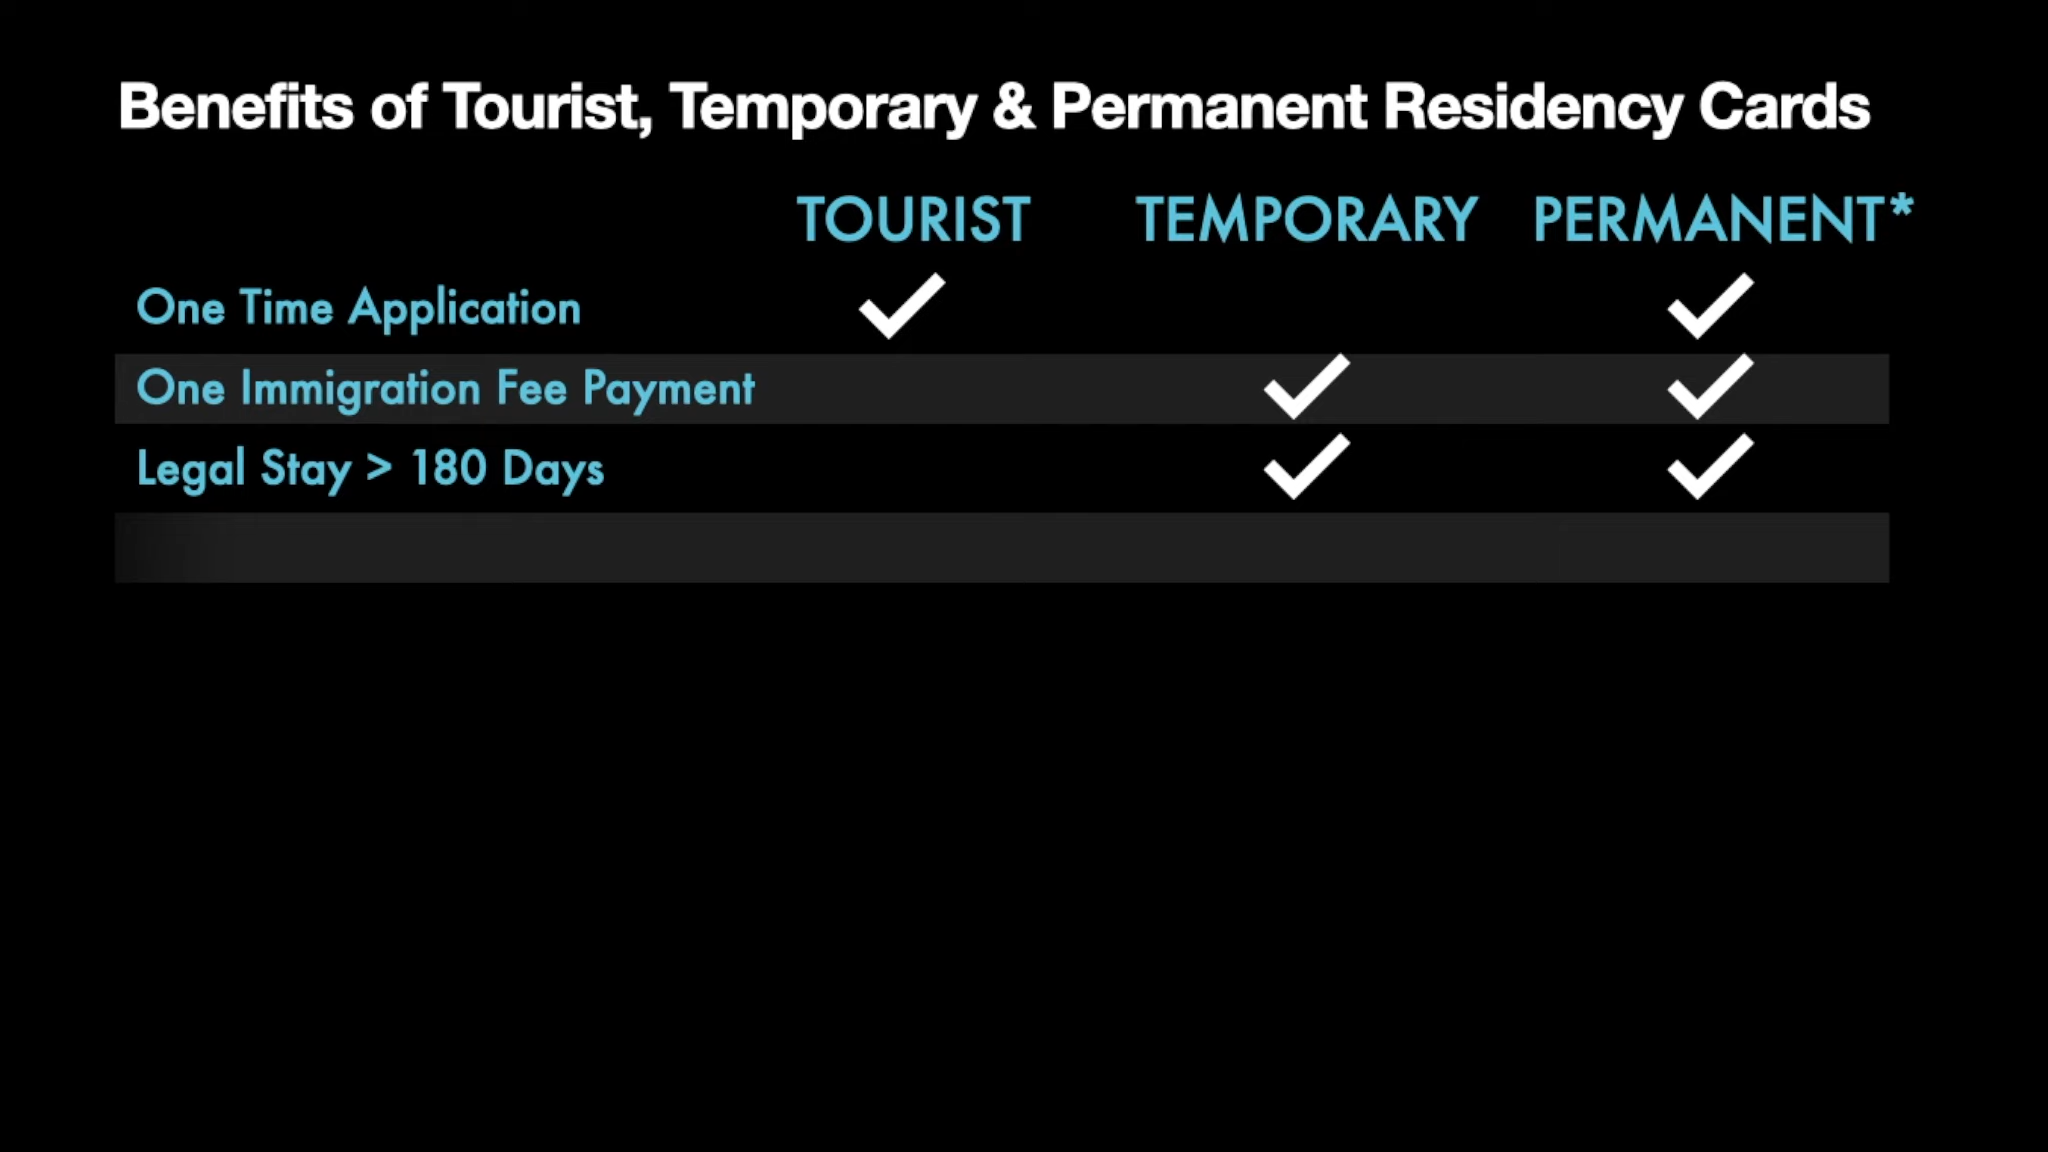 Benefits of Tourist, Temporary & Permanent Residency Cards
TOURIST TEMPORARY PERMANENT*
One Time Application
One Immigration Fee Payment
Legal Stay > 180 Days